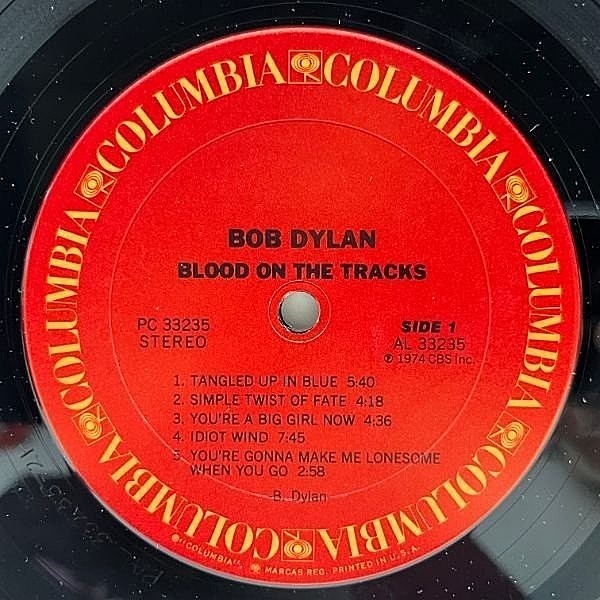 COLUMBIA COLUMBIA COLUMBIA COLUMBIA COLUMBIA COLUMBIA
BOB DYLAN
BLOOD ON THE TRACKS
PC 33235
STEREO
SIDE 1
AL 33235
℗ 1974 CBS Inc.
1. TANGLED UP IN BLUE 5:40
2. SIMPLE TWIST OF FATE 4:18
3. YOU'RE A BIG GIRL NOW 4:36
4. IDIOT WIND 7:45
5. YOU'RE GONNA MAKE ME LONESOME
WHEN YOU GO 2:58
-B. Dylan
"COLUMBIA", MARCAS REG. PRINTED IN U.S.A.